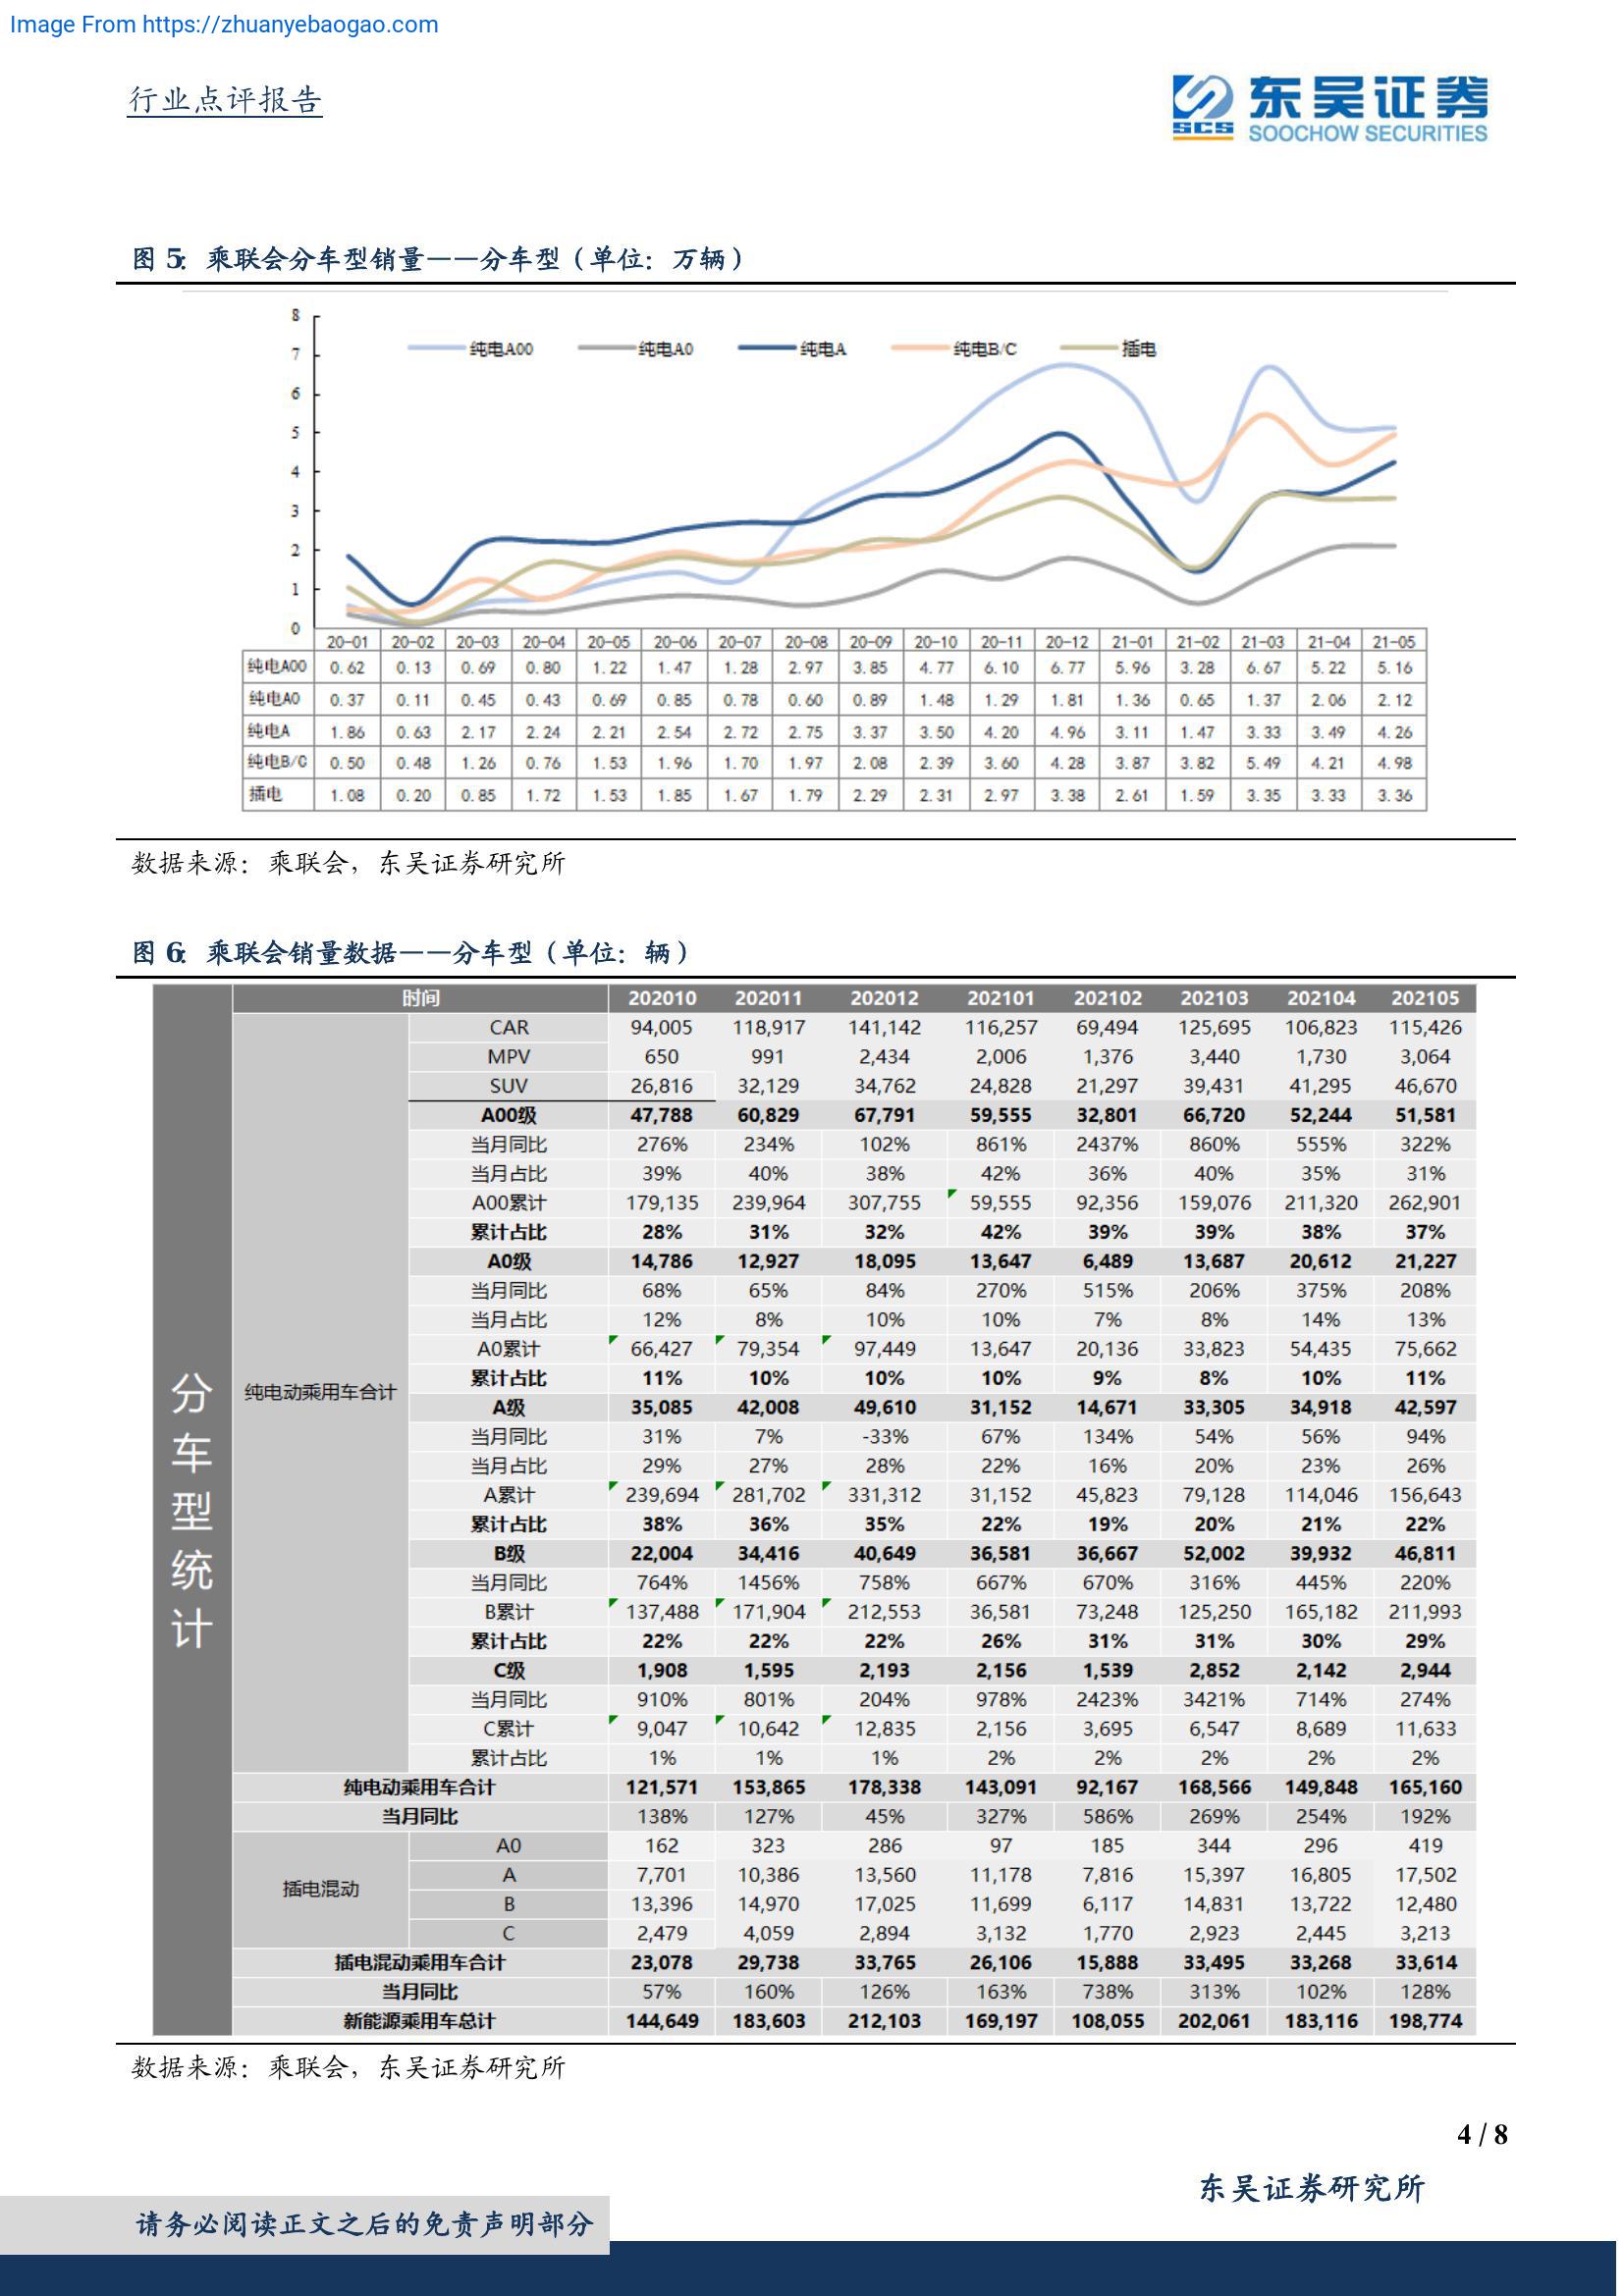 Image From https://zhuanyebaogao.com
行业点评报告
SCS 东吴证券
SOOCHOW SECURITIES
图 5：乘联会分车型销量——分车型（单位：万辆）
8
7
6
5
4
3
2
1
0
纯电A00 纯电A0 纯电A 纯电B/C 插电
20-01 20-02 20-03 20-04 20-05 20-06 20-07 20-08 20-09 20-10 20-11 20-12 21-01 21-02 21-03 21-04 21-05
纯电A00 0.62 0.13 0.69 0.80 1.22 1.47 1.28 2.97 3.85 4.77 6.10 6.77 5.96 3.28 6.67 5.22 5.16
纯电A0 0.37 0.11 0.45 0.43 0.69 0.85 0.78 0.60 0.89 1.48 1.29 1.81 1.36 0.65 1.37 2.06 2.12
纯电A 1.86 0.63 2.17 2.24 2.21 2.54 2.72 2.75 3.37 3.50 4.20 4.96 3.11 1.47 3.33 3.49 4.26
纯电B/C 0.50 0.48 1.26 0.76 1.53 1.96 1.70 1.97 2.08 2.39 3.60 4.28 3.87 3.82 5.49 4.21 4.98
插电 1.08 0.20 0.85 1.72 1.53 1.85 1.67 1.79 2.29 2.31 2.97 3.38 2.61 1.59 3.35 3.33 3.36
数据来源：乘联会，东吴证券研究所
图 6：乘联会销量数据——分车型（单位：辆）
分车型统计
时间 202010 202011 202012 202101 202102 202103 202104 202105
纯电动乘用车合计
CAR 94,005 118,917 141,142 116,257 69,494 125,695 106,823 115,426
MPV 650 991 2,434 2,006 1,376 3,440 1,730 3,064
SUV 26,816 32,129 34,762 24,828 21,297 39,431 41,295 46,670
A00级 47,788 60,829 67,791 59,555 32,801 66,720 52,244 51,581
当月同比 276% 234% 102% 861% 2437% 860% 555% 322%
当月占比 39% 40% 38% 42% 36% 40% 35% 31%
A00累计 179,135 239,964 307,755 59,555 92,356 159,076 211,320 262,901
累计占比 28% 31% 32% 42% 39% 39% 38% 37%
A0级 14,786 12,927 18,095 13,647 6,489 13,687 20,612 21,227
当月同比 68% 65% 84% 270% 515% 206% 375% 208%
当月占比 12% 8% 10% 10% 7% 8% 14% 13%
A0累计 66,427 79,354 97,449 13,647 20,136 33,823 54,435 75,662
累计占比 11% 10% 10% 10% 9% 8% 10% 11%
A级 35,085 42,008 49,610 31,152 14,671 33,305 34,918 42,597
当月同比 31% 7% -33% 67% 134% 54% 56% 94%
当月占比 29% 27% 28% 22% 16% 20% 23% 26%
A累计 239,694 281,702 331,312 31,152 45,823 79,128 114,046 156,643
累计占比 38% 36% 35% 22% 19% 20% 21% 22%
B级 22,004 34,416 40,649 36,581 36,667 52,002 39,932 46,811
当月同比 764% 1456% 758% 667% 670% 316% 445% 220%
B累计 137,488 171,904 212,553 36,581 73,248 125,250 165,182 211,993
累计占比 22% 22% 22% 26% 31% 31% 30% 29%
C级 1,908 1,595 2,193 2,156 1,539 2,852 2,142 2,944
当月同比 910% 801% 204% 978% 2423% 3421% 714% 274%
C累计 9,047 10,642 12,835 2,156 3,695 6,547 8,689 11,633
累计占比 1% 1% 1% 2% 2% 2% 2% 2%
纯电动乘用车合计 121,571 153,865 178,338 143,091 92,167 168,566 149,848 165,160
当月同比 138% 127% 45% 327% 586% 269% 254% 192%
插电混动
A0 162 323 286 97 185 344 296 419
A 7,701 10,386 13,560 11,178 7,816 15,397 16,805 17,502
B 13,396 14,970 17,025 11,699 6,117 14,831 13,722 12,480
C 2,479 4,059 2,894 3,132 1,770 2,923 2,445 3,213
插电混动乘用车合计 23,078 29,738 33,765 26,106 15,888 33,495 33,268 33,614
当月同比 57% 160% 126% 163% 738% 313% 102% 128%
新能源乘用车总计 144,649 183,603 212,103 169,197 108,055 202,061 183,116 198,774
数据来源：乘联会，东吴证券研究所
4 / 8
东吴证券研究所
请务必阅读正文之后的免责声明部分